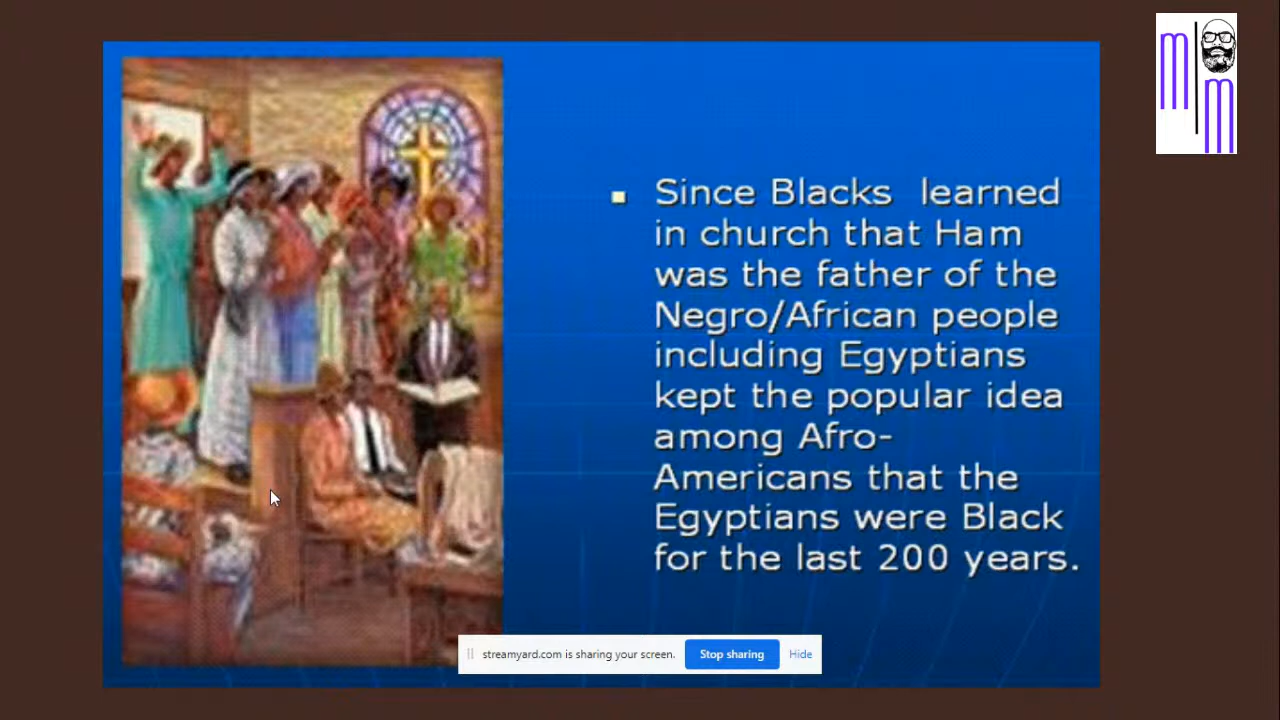 m
m
Since Blacks learned
in church that Ham
was the father of the
Negro/African people
including Egyptians
kept the popular idea
among Afro-
Americans that the
Egyptians were Black
for the last 200 years.
streamyard.com is sharing your screen. Stop sharing Hide